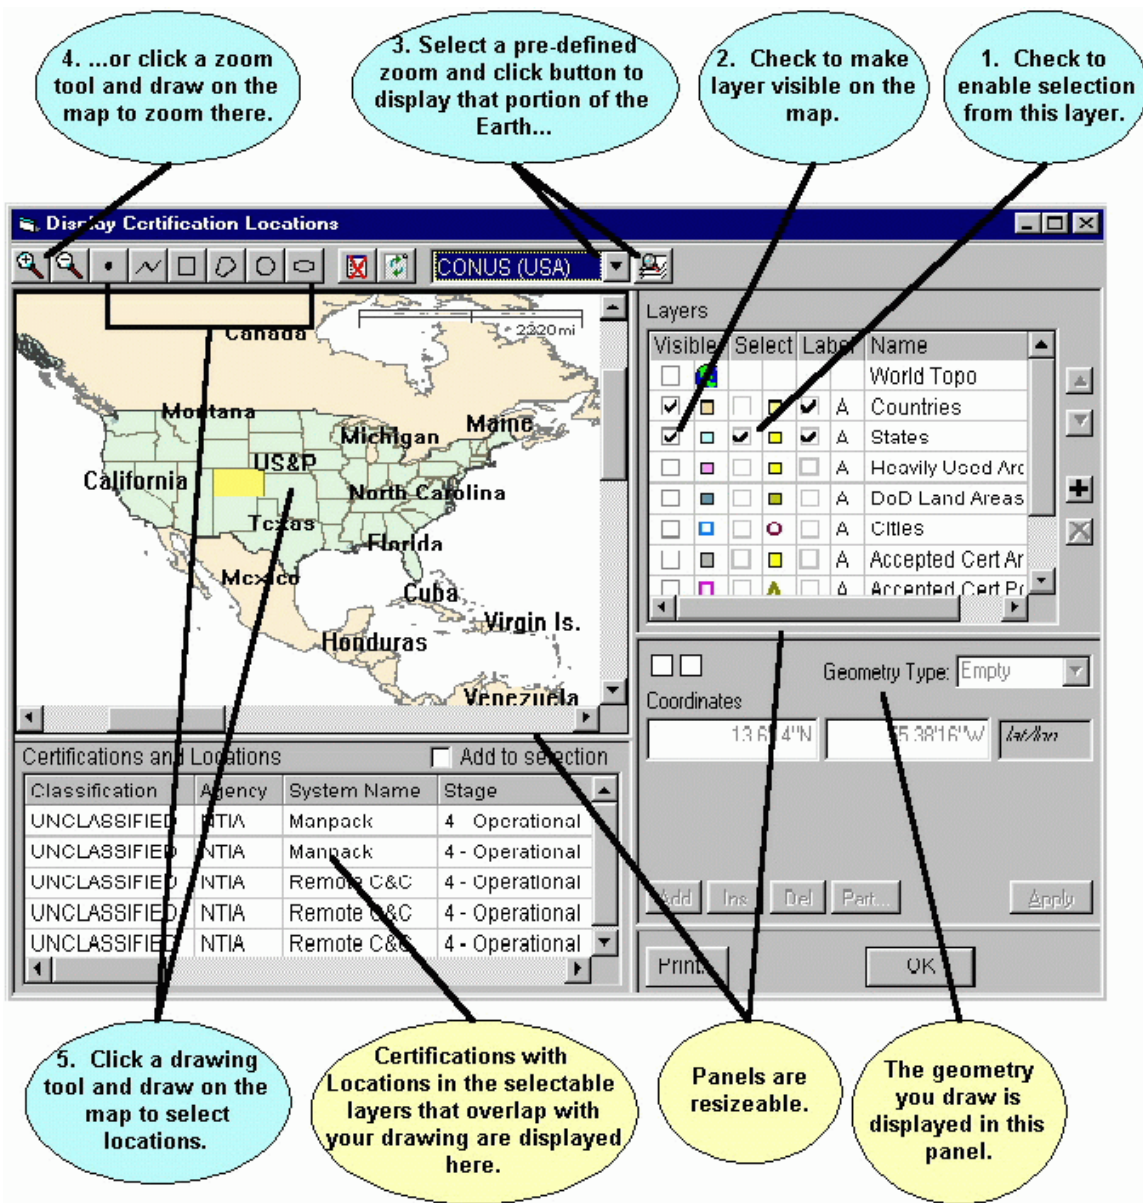 4. ...or click a zoom
tool and draw on the
map to zoom there.
3. Select a pre-defined
zoom and click button to
display that portion of the
Earth...
2. Check to make
layer visible on the
map.
1. Check to
enable selection
from this layer.
Display Certification Locations
CONUS (USA)
2320 mi
Canada
Montana
Michigan
Maine
US&P
California
North Carolina
Texas
Florida
Mexico
Cuba
Virgin Is.
Honduras
Venezuela
Layers
Visible Select Label Name
World Topo
A Countries
A States
A Heavily Used Arc
A DoD Land Areas
A Cities
A Accepted Cert Ar
A Accepted Cert Pc
Geometry Type: Empty
Coordinates
lat/lon
Certifications and Locations Add to selection
Classification Agency System Name Stage
UNCLASSIFIED NTIA Manpack 4 - Operational
UNCLASSIFIED NTIA Manpack 4 - Operational
UNCLASSIFIED NTIA Remote C&C 4 - Operational
UNCLASSIFIED NTIA Remote C&C 4 - Operational
UNCLASSIFIED NTIA Remote C&C 4 - Operational
Add Ins Del Part... Apply
Print... OK
5. Click a drawing
tool and draw on the
map to select
locations.
Certifications with
Locations in the selectable
layers that overlap with
your drawing are displayed
here.
Panels are
resizeable.
The geometry
you draw is
displayed in this
panel.